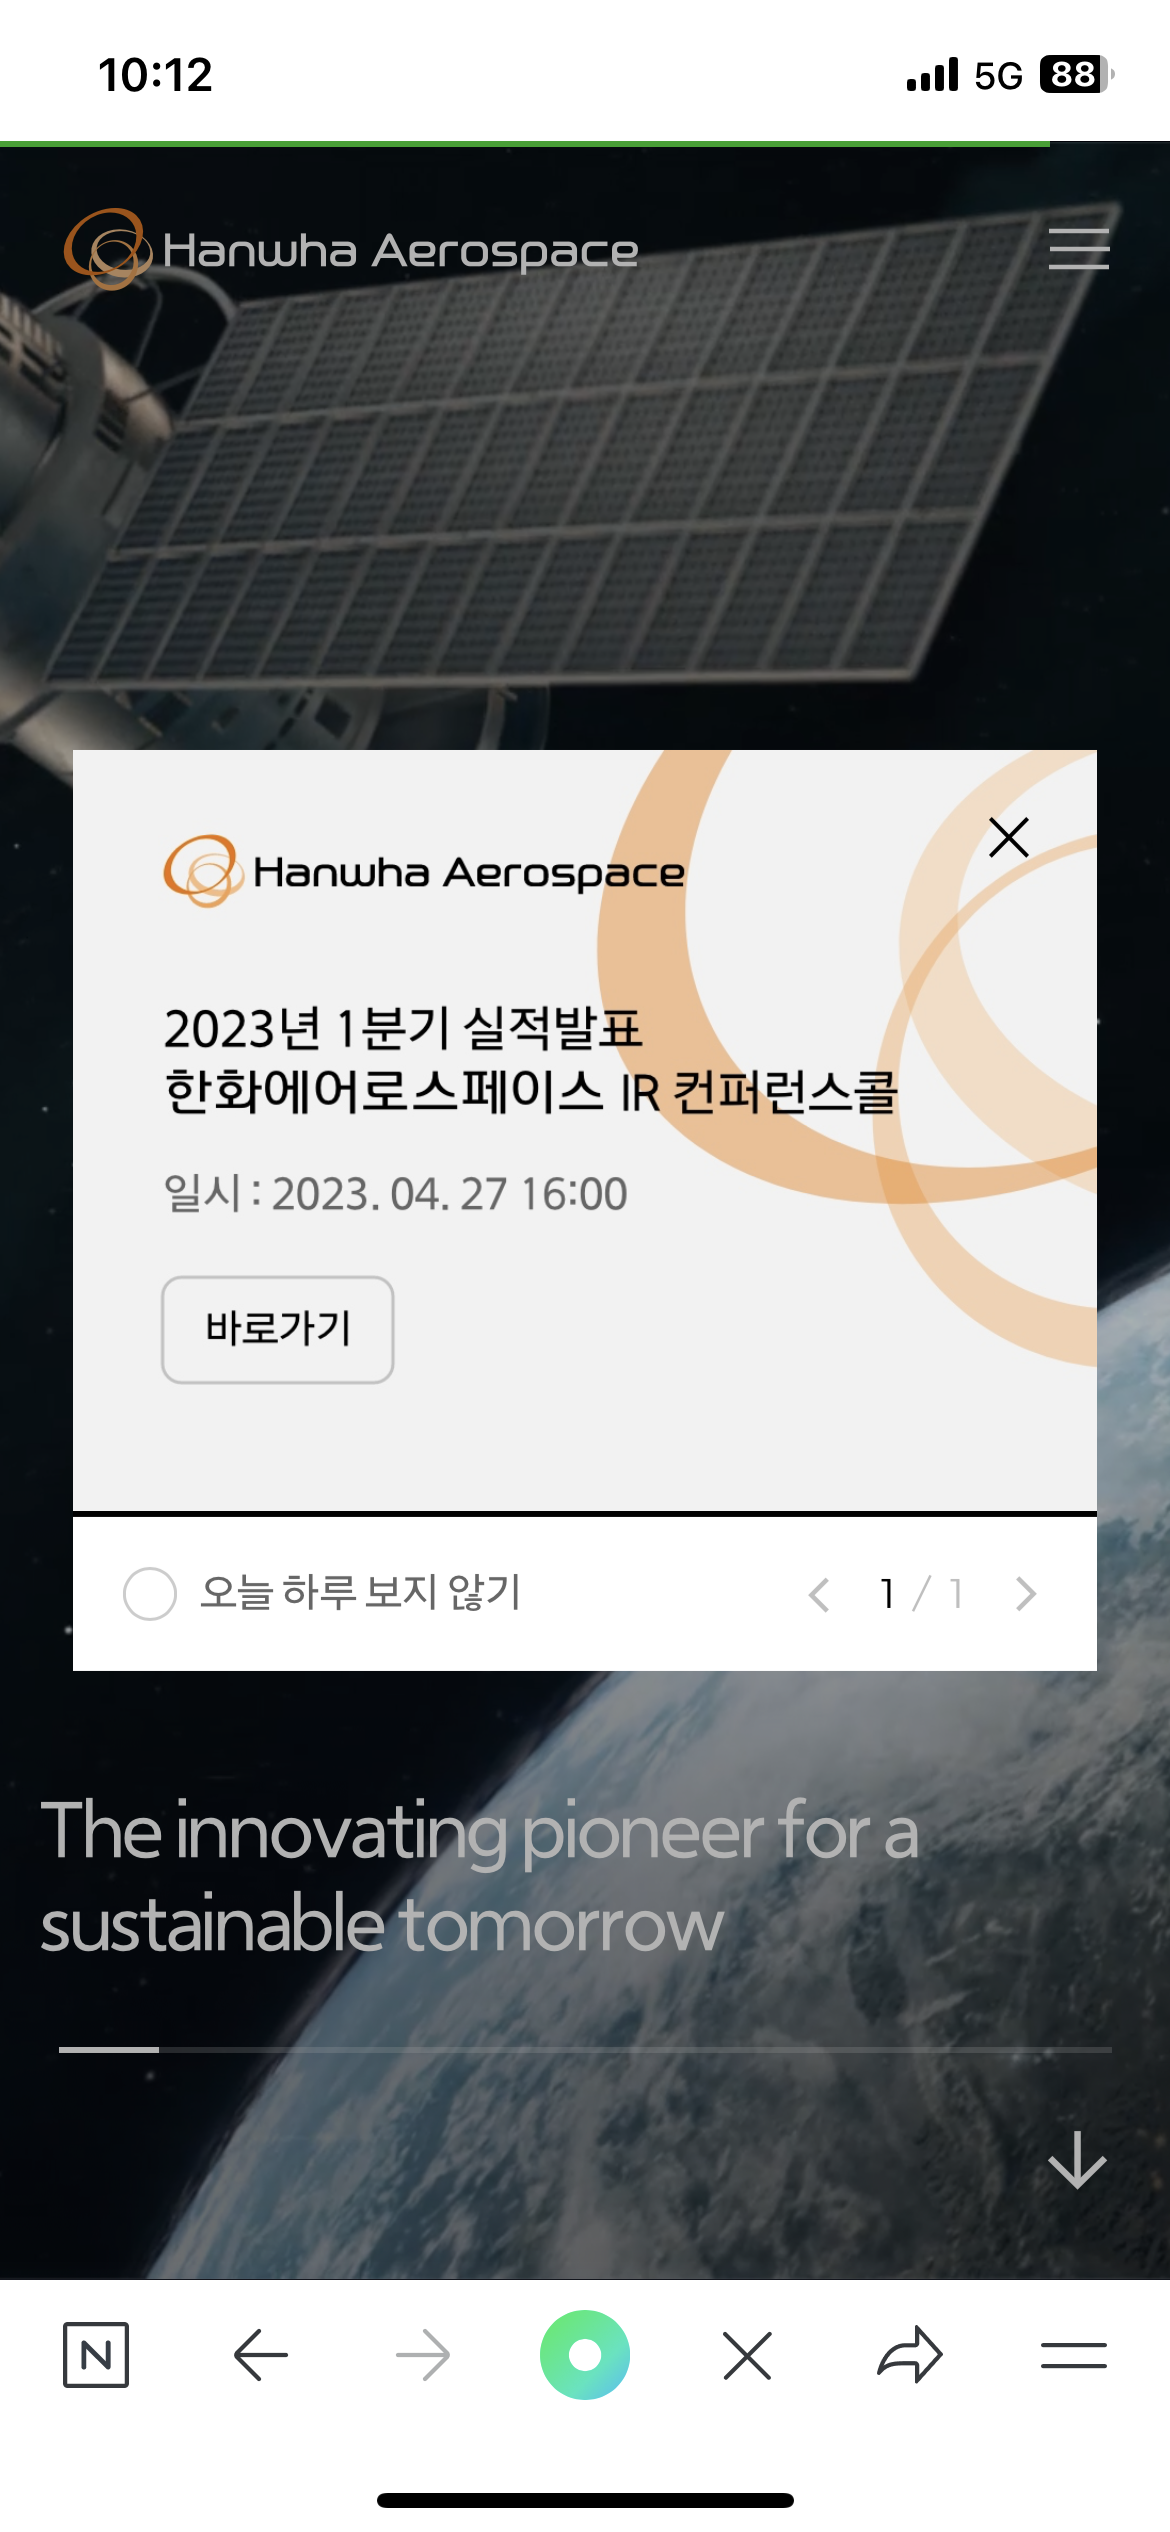 10:12
5G
88
Hanwha Aerospace
Hanwha Aerospace
2023년 1분기 실적발표
한화에어로스페이스 IR 컨퍼런스콜
일시 : 2023. 04. 27 16:00
바로가기
오늘 하루 보지 않기
1 / 1
The innovating pioneer for a
sustainable tomorrow
N